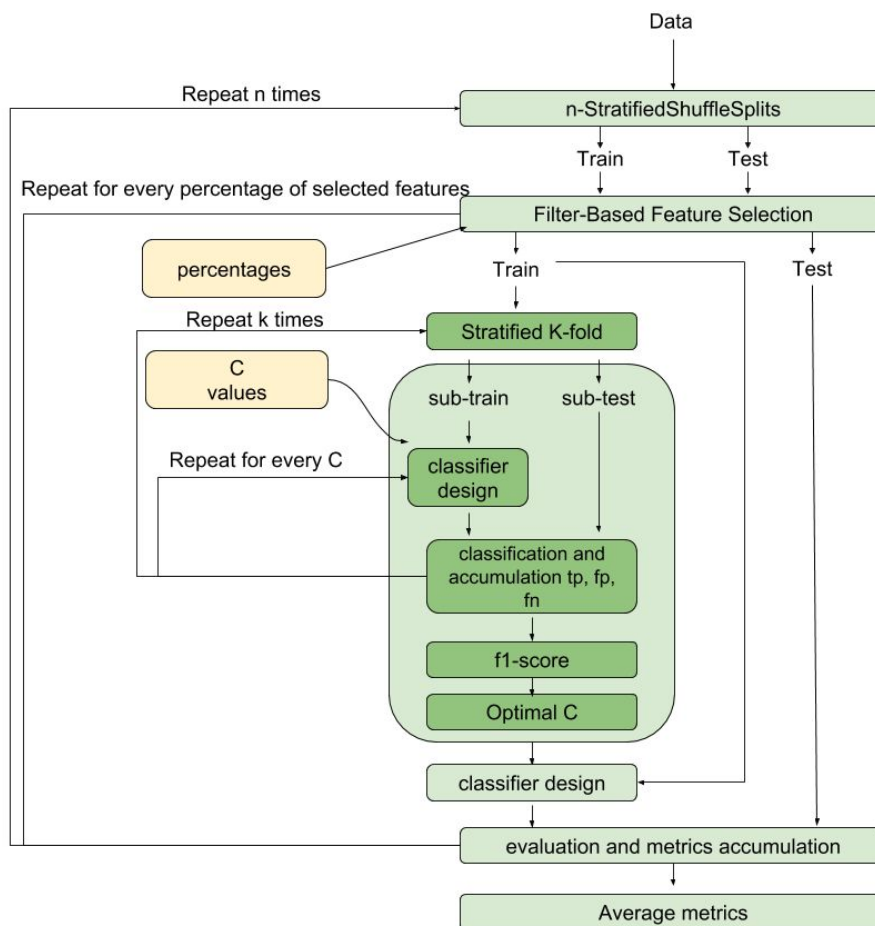 Data
Repeat n times
n-StratifiedShuffleSplits
Train
Test
Repeat for every percentage of selected features
Filter-Based Feature Selection
percentages
Train
Test
Repeat k times
Stratified K-fold
C
values
sub-train
sub-test
Repeat for every C
classifier
design
classification and
accumulation tp, fp,
fn
f1-score
Optimal C
classifier design
evaluation and metrics accumulation
Average metrics